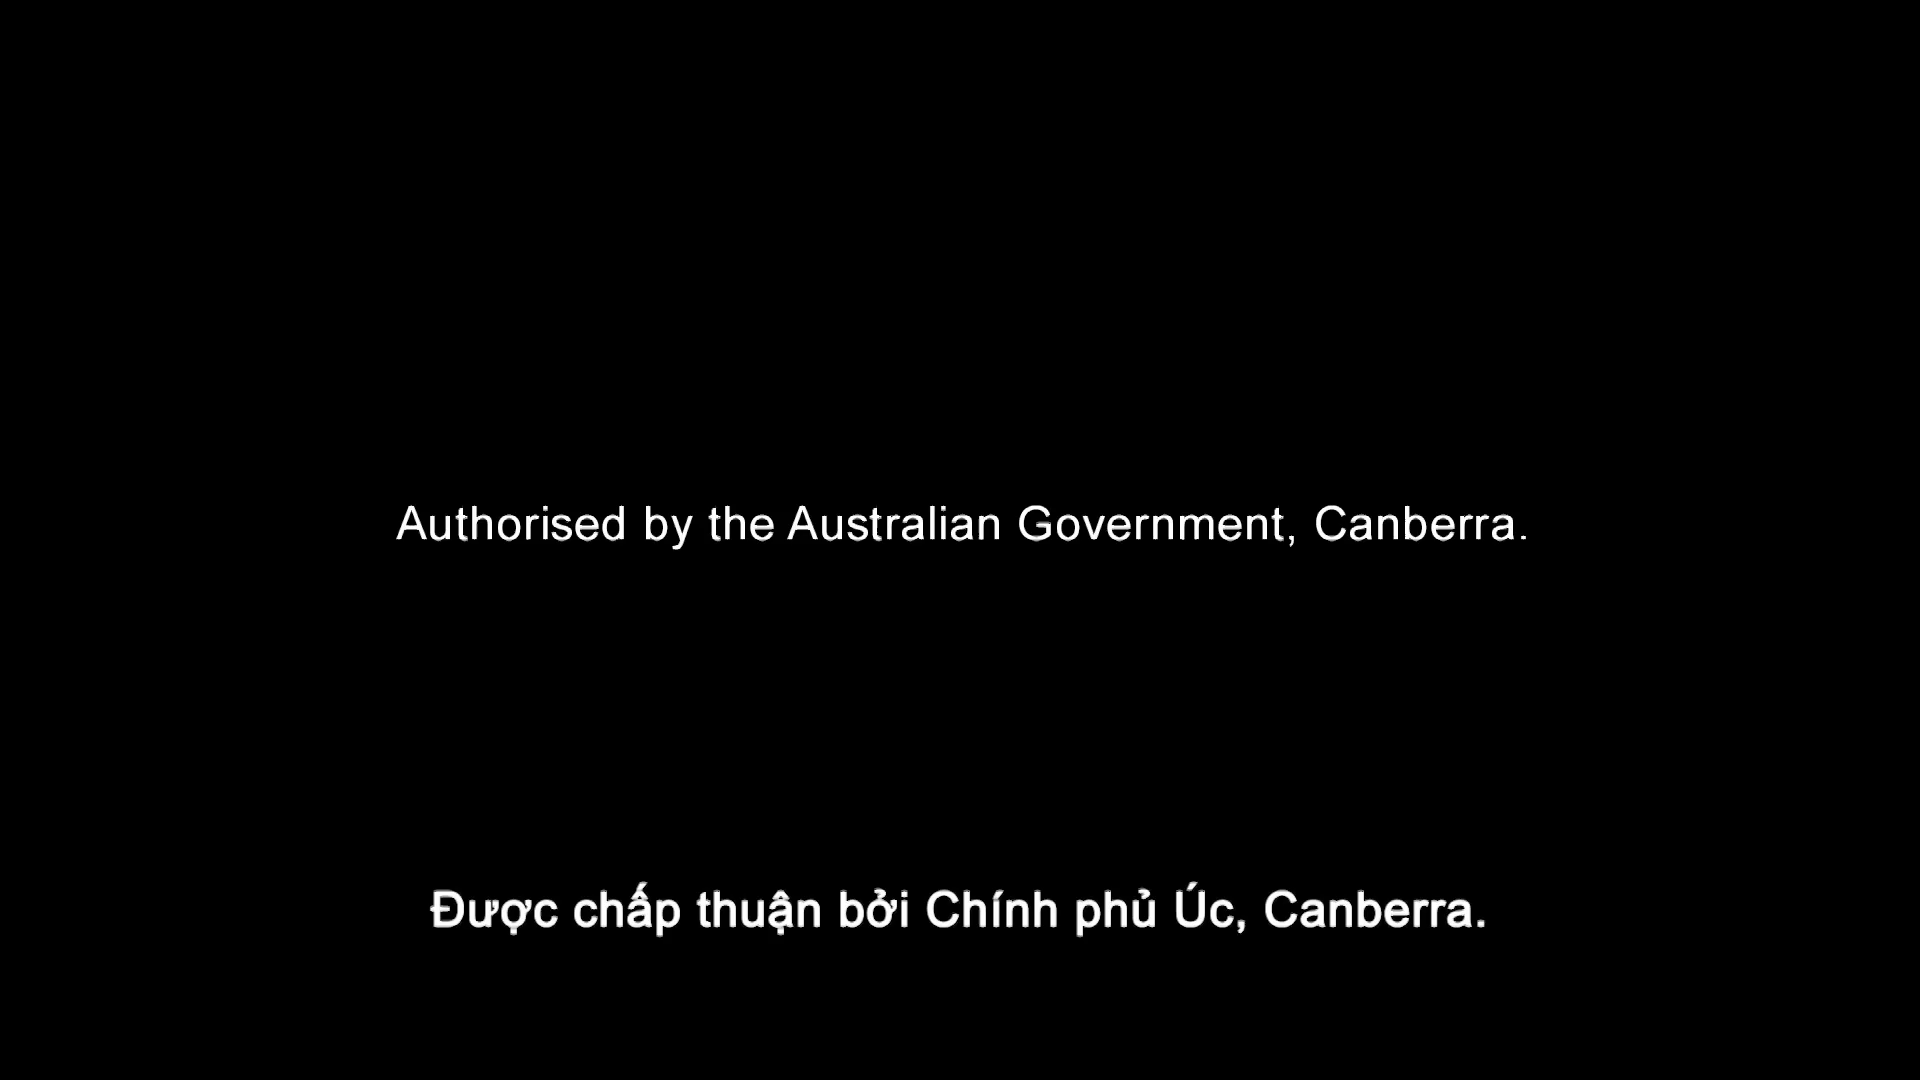 Authorised by the Australian Government, Canberra.
Được chấp thuận bởi Chính phủ Úc, Canberra.